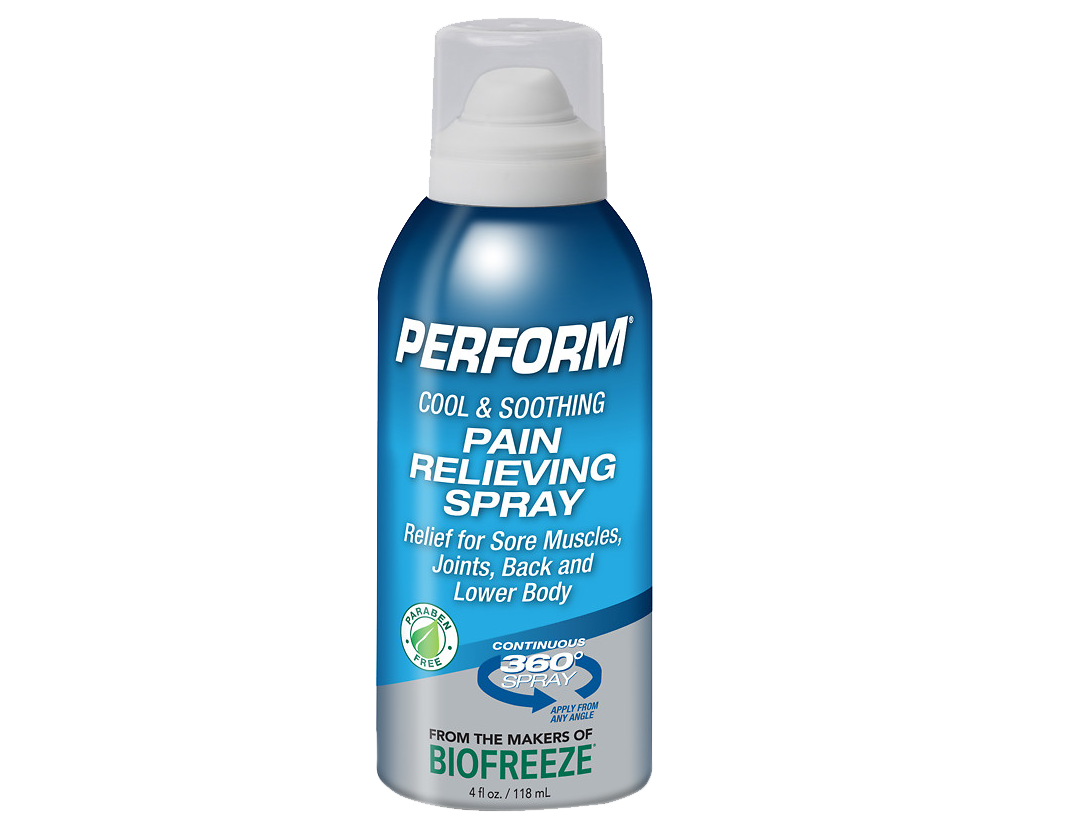 PERFORM®
COOL & SOOTHING
PAIN
RELIEVING
SPRAY
Relief for Sore Muscles,
Joints, Back and
Lower Body
PARABEN
FREE
CONTINUOUS
360°
SPRAY
APPLY FROM
ANY ANGLE
FROM THE MAKERS OF
BIOFREEZE®
4 fl oz. / 118 mL